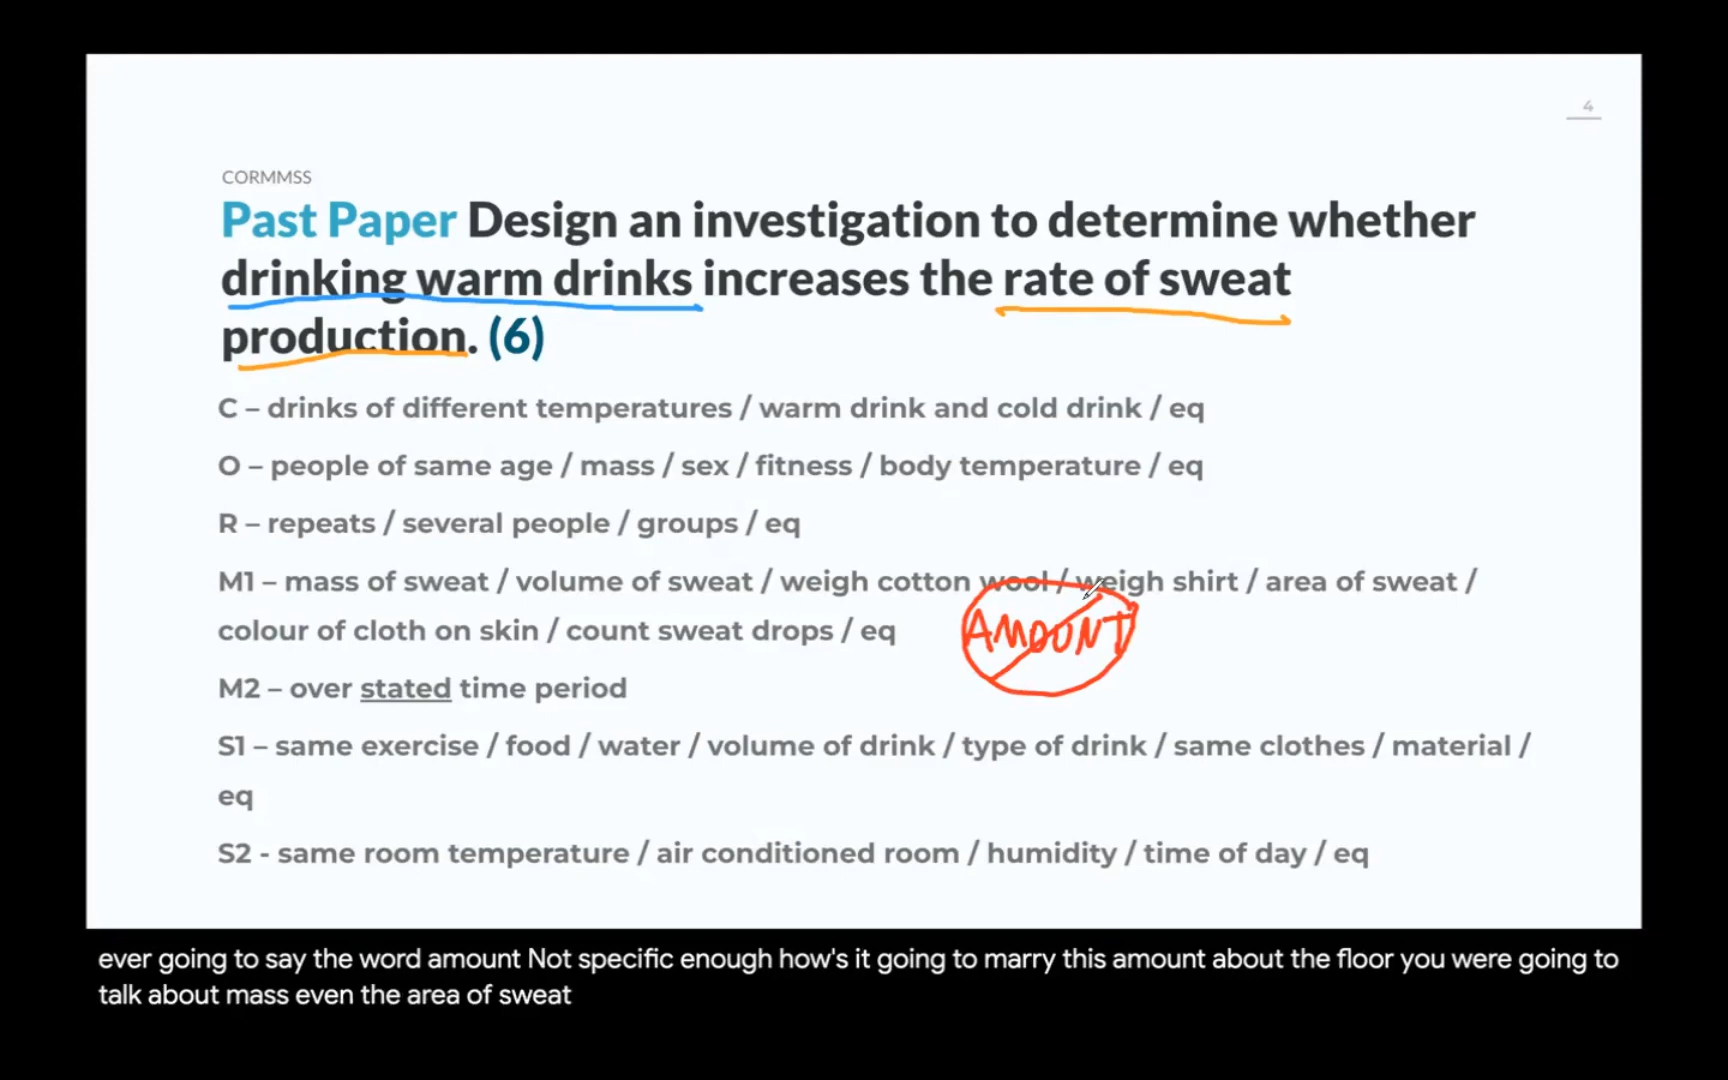 4
CORMMSS
Past Paper Design an investigation to determine whether
drinking warm drinks increases the rate of sweat
production. (6)
C – drinks of different temperatures / warm drink and cold drink / eq
O – people of same age / mass / sex / fitness / body temperature / eq
R – repeats / several people / groups / eq
M1 – mass of sweat / volume of sweat / weigh cotton wool / weigh shirt / area of sweat /
colour of cloth on skin / count sweat drops / eq
AMOUNT
M2 – over stated time period
S1 – same exercise / food / water / volume of drink / type of drink / same clothes / material /
eq
S2 - same room temperature / air conditioned room / humidity / time of day / eq
ever going to say the word amount Not specific enough how's it going to marry this amount about the floor you were going to
talk about mass even the area of sweat